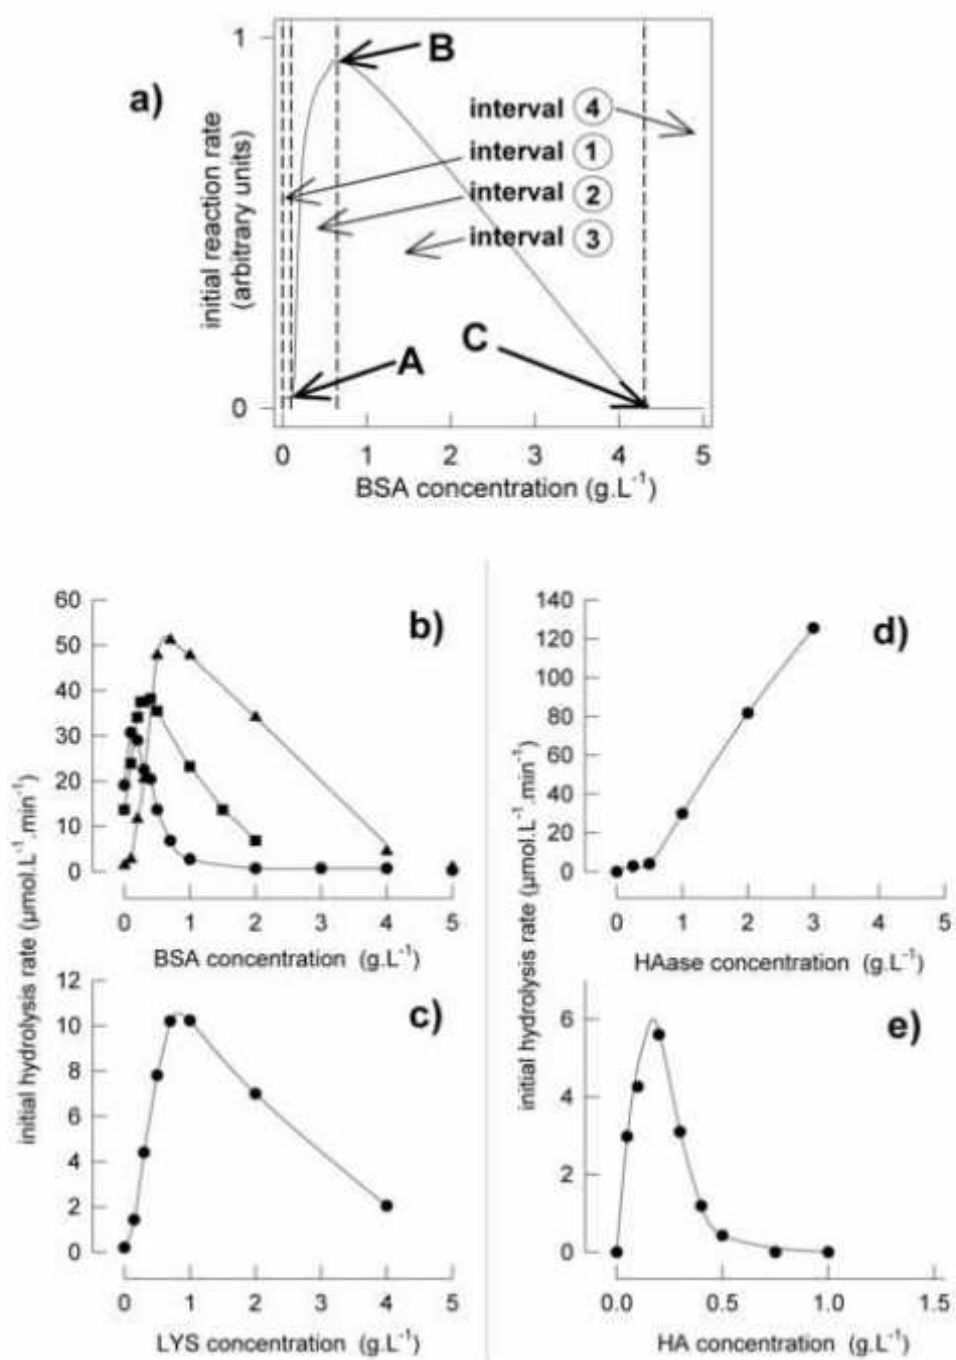 a)
initial reaction rate
(arbitrary units)
1
0
B
interval 4
interval 1
interval 2
interval 3
A
C
0 1 2 3 4 5
BSA concentration (g.L-1)
b)
initial hydrolysis rate (µmol.L-1.min-1)
60
50
40
30
20
10
0
0 1 2 3 4 5
BSA concentration (g.L-1)
d)
initial hydrolysis rate (µmol.L-1.min-1)
140
120
100
80
60
40
20
0
0 1 2 3 4 5
HAase concentration (g.L-1)
c)
12
10
8
6
4
2
0
0 1 2 3 4 5
LYS concentration (g.L-1)
e)
6
4
2
0
0.0 0.5 1.0 1.5
HA concentration (g.L-1)